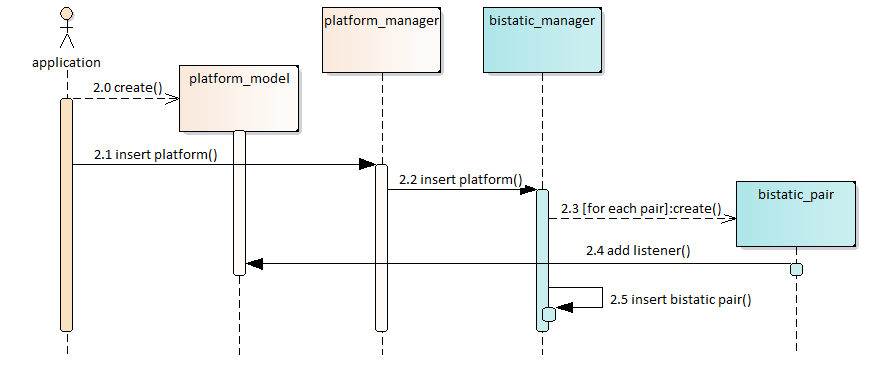 platform_manager
bistatic_manager
application
platform_model
2.0 create()
2.1 insert platform()
2.2 insert platform()
bistatic_pair
2.3 [for each pair]:create()
2.4 add listener()
2.5 insert bistatic pair()